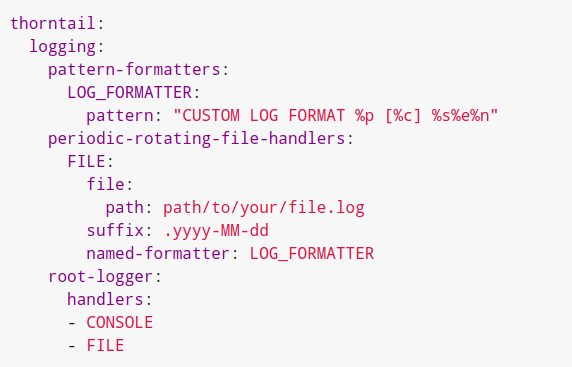 thorntail:
  logging:
    pattern-formatters:
      LOG_FORMATTER:
        pattern: "CUSTOM LOG FORMAT %p [%c] %s%e%n"
    periodic-rotating-file-handlers:
      FILE:
        file:
          path: path/to/your/file.log
        suffix: .yyyy-MM-dd
        named-formatter: LOG_FORMATTER
    root-logger:
      handlers:
      - CONSOLE
      - FILE